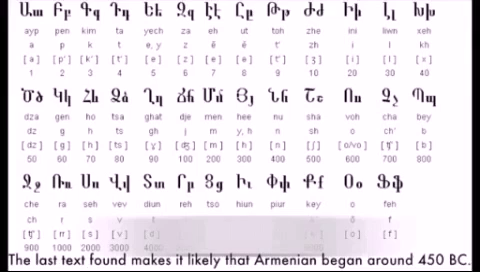 Աա Բբ Գգ Դդ Եե Զզ Էէ Ըը Թթ Ժժ Իի Լլ Խխ
ayp pen kim ta yech za eh ut toh zhe ini liwn xeh
a p k t e, y z ē ě t' zh i l kh
[a] [p'] [k'] [t'] [e] [z] [e] [ə] [t'] [ʒ] [i] [l] [x]
1 2 3 4 5 6 7 8 9 10 20 30 40
Ծծ Կկ Հհ Ձձ Ղղ Ճճ Մմ Յյ Նն Շշ Ոո Չչ Պպ
dza gen ho tsa ghat dje men hee nu sha voh cha bey
dz g h ts gh j m y, h n sh o ch' b
[dz] [g] [h] [ts] [ɣ] [ʤ] [m] [h] [n] [ʃ] [o/vo] [ʧ'] [b]
50 60 70 80 90 100 200 300 400 500 600 700 800
Ջջ Ռռ Սս Վվ Տտ Րր Ցց Իւ Փփ Քք Օօ Ֆֆ
che ra seh vev diun reh tso hiun piur key o feh
ch r s v f
[ʧ'] [r] [s] [v] [o] [f]
900 1000 2000 3000
The last text found makes it likely that Armenian began around 450 BC.